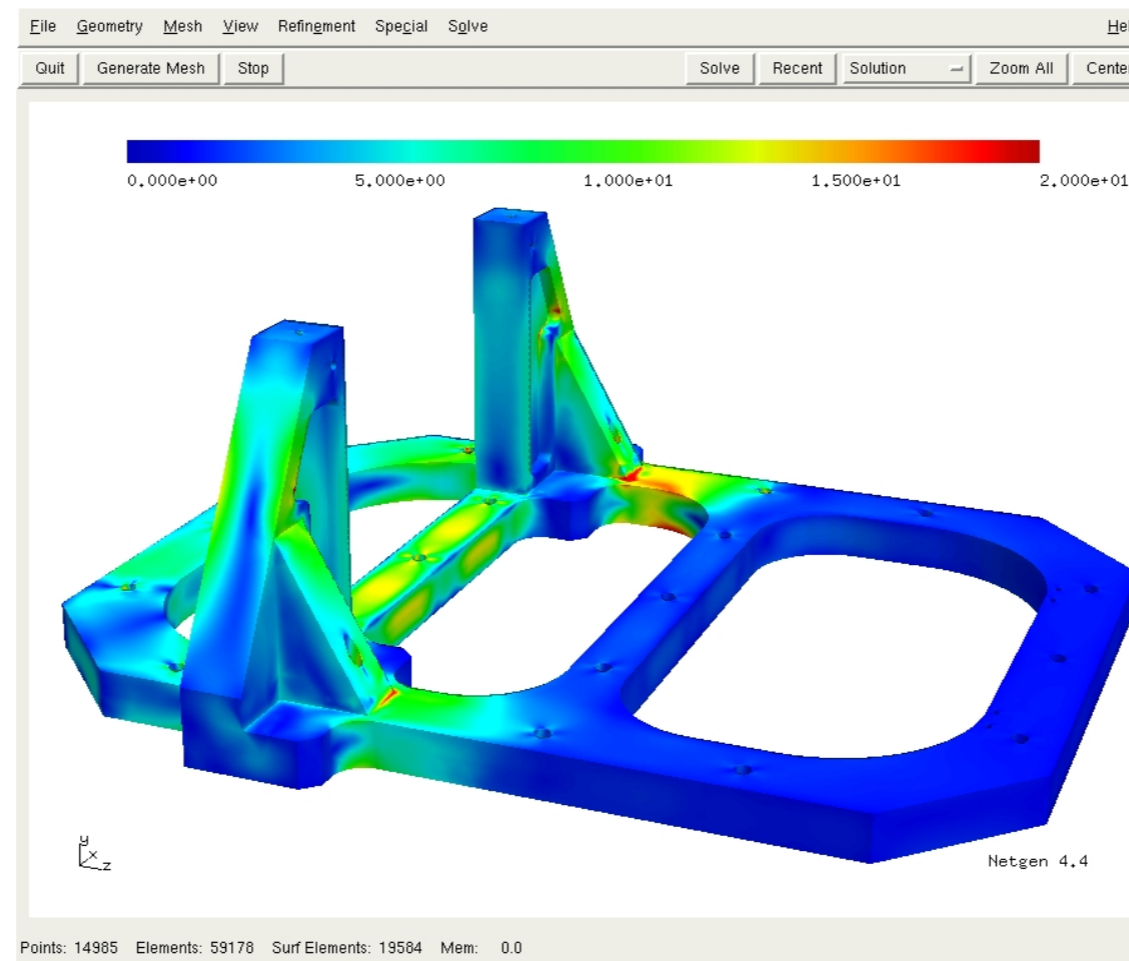 File Geometry Mesh View Refinement Special Solve Hel
Quit Generate Mesh Stop Solve Recent Solution Zoom All Center
0.000e+00 5.000e+00 1.000e+01 1.500e+01 2.000e+01
y
x
z
Netgen 4.4
Points: 14985 Elements: 59178 Surf Elements: 19584 Mem: 0.0